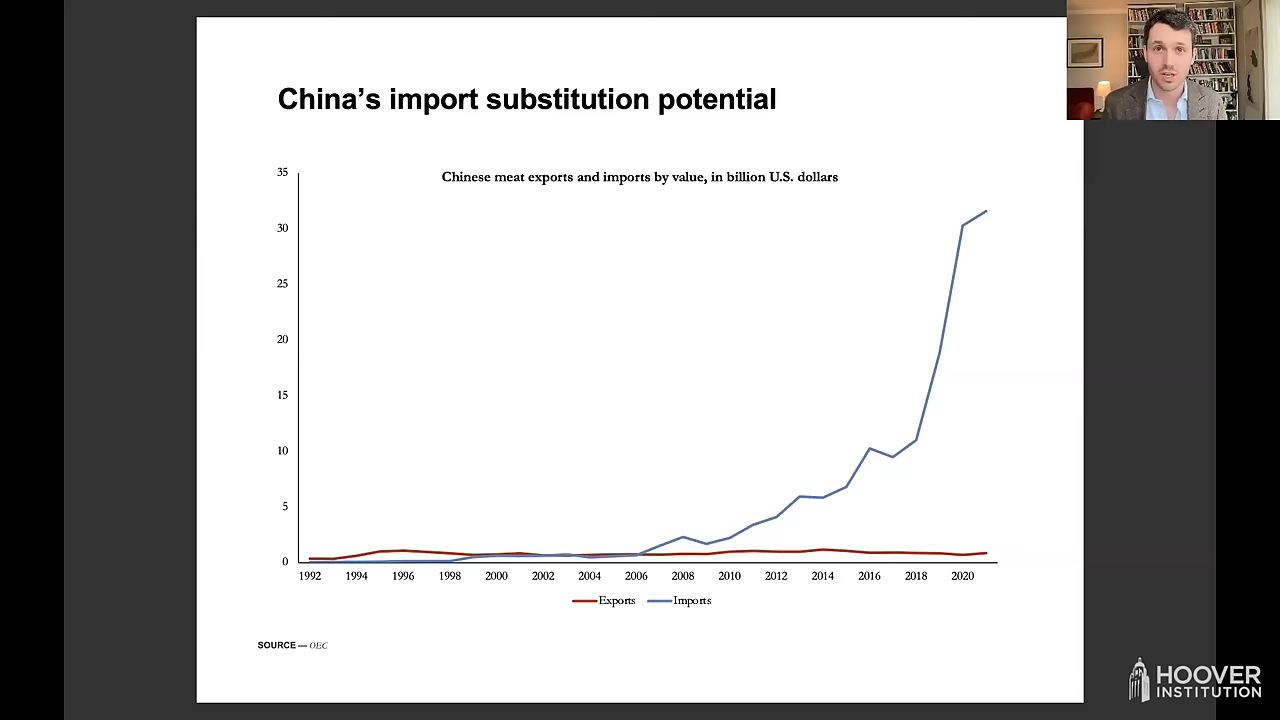 China's import substitution potential
Chinese meat exports and imports by value, in billion U.S. dollars
35
30
25
20
15
10
5
0
1992 1994 1996 1998 2000 2002 2004 2006 2008 2010 2012 2014 2016 2018 2020
Exports Imports
SOURCE — OEC
HOOVER
INSTITUTION